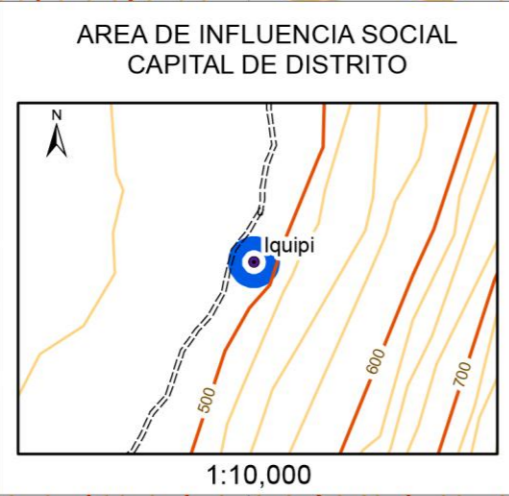 AREA DE INFLUENCIA SOCIAL
CAPITAL DE DISTRITO
N
Iquipi
500
600
700
1:10,000